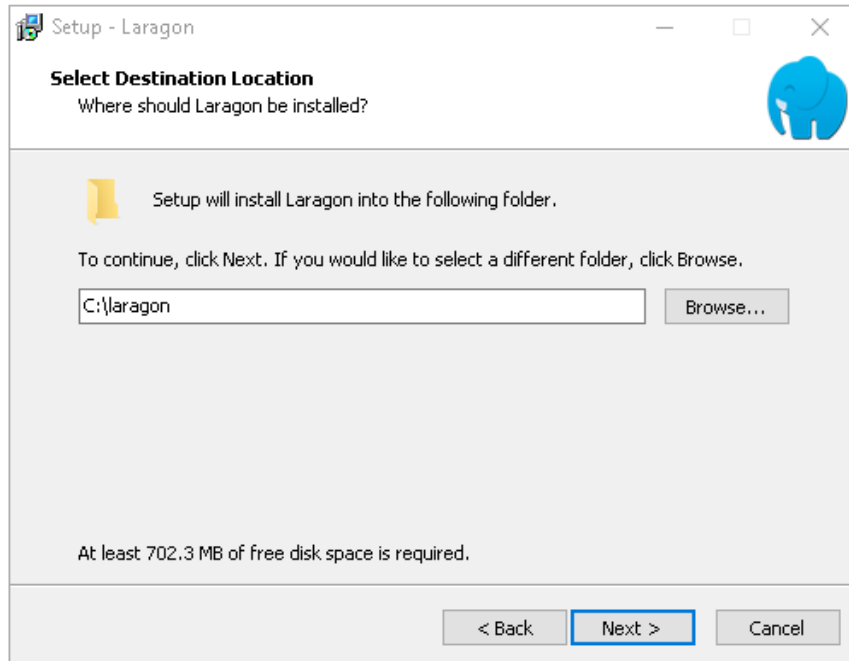 Setup - Laragon
Select Destination Location
Where should Laragon be installed?
Setup will install Laragon into the following folder.
To continue, click Next. If you would like to select a different folder, click Browse.
C:\laragon
Browse...
At least 702.3 MB of free disk space is required.
< Back
Next >
Cancel